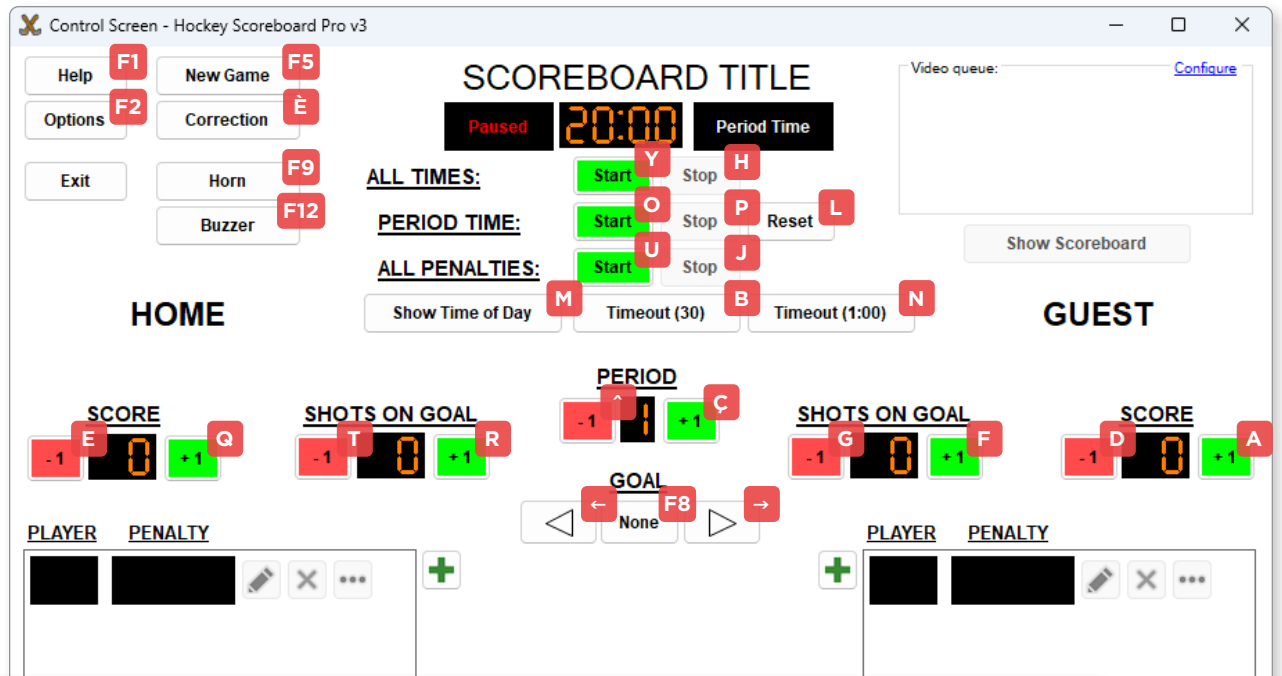 Control Screen - Hockey Scoreboard Pro v3
Help F1 New Game F5
Options F2 Correction È
Exit Horn F9
Buzzer F12
SCOREBOARD TITLE
Paused 20:00 Period Time
ALL TIMES: Start Y Stop H
PERIOD TIME: Start O Stop P Reset L
ALL PENALTIES: Start U Stop J
Show Time of Day M Timeout (30) B Timeout (1:00) N
Video queue: Configure
Show Scoreboard
HOME
GUEST
PERIOD
- 1 ^ 1 + 1 Ç
SCORE
- 1 E 0 + 1 Q
SHOTS ON GOAL
- 1 T 0 + 1 R
SHOTS ON GOAL
- 1 G 0 + 1 F
SCORE
- 1 D 0 + 1 A
GOAL
← None F8 →
PLAYER PENALTY
PLAYER PENALTY